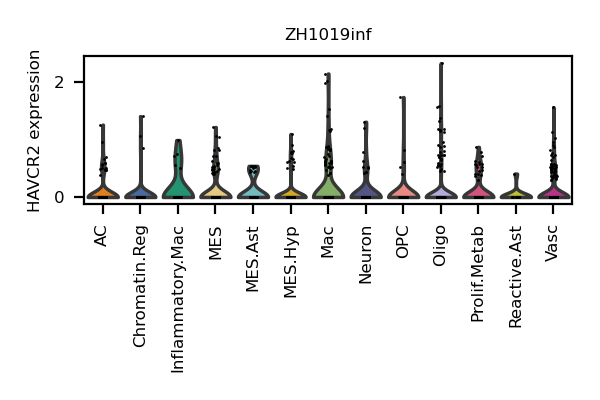 ZH1019inf
HAVCR2 expression
2
0
AC
Chromatin.Reg
Inflammatory.Mac
MES
MES.Ast
MES.Hyp
Mac
Neuron
OPC
Oligo
Prolif.Metab
Reactive.Ast
Vasc